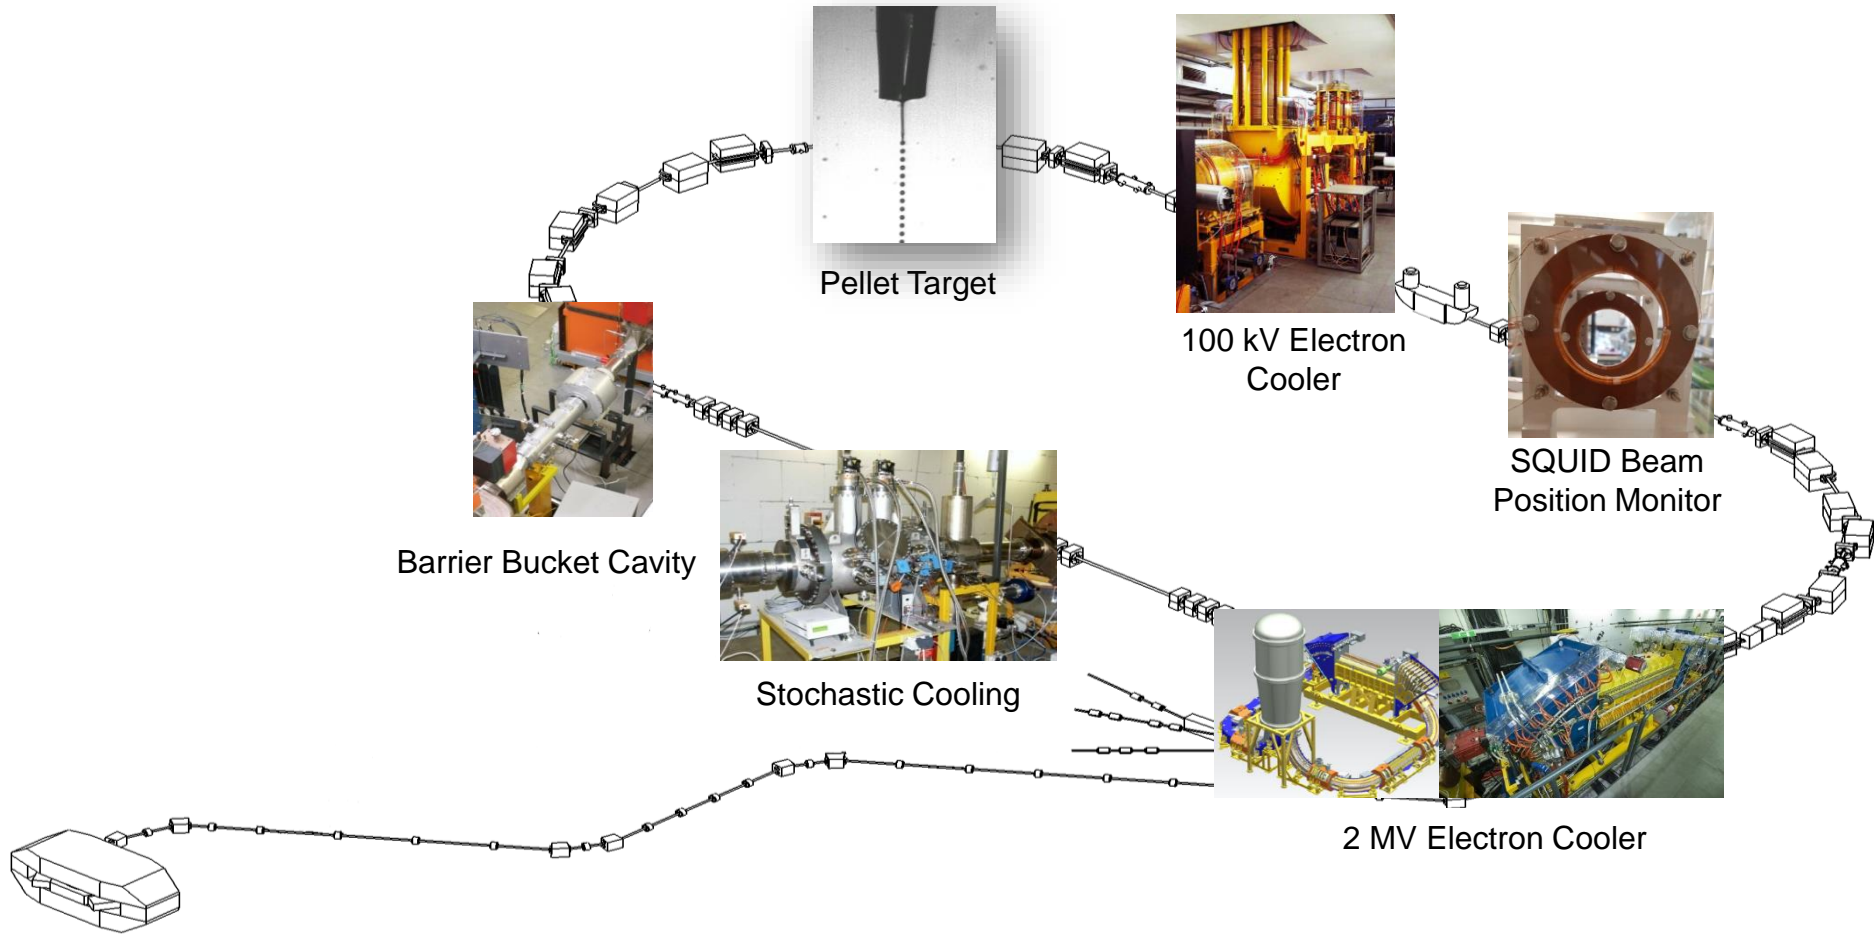 Pellet Target
100 kV Electron
Cooler
SQUID Beam
Position Monitor
Barrier Bucket Cavity
Stochastic Cooling
2 MV Electron Cooler